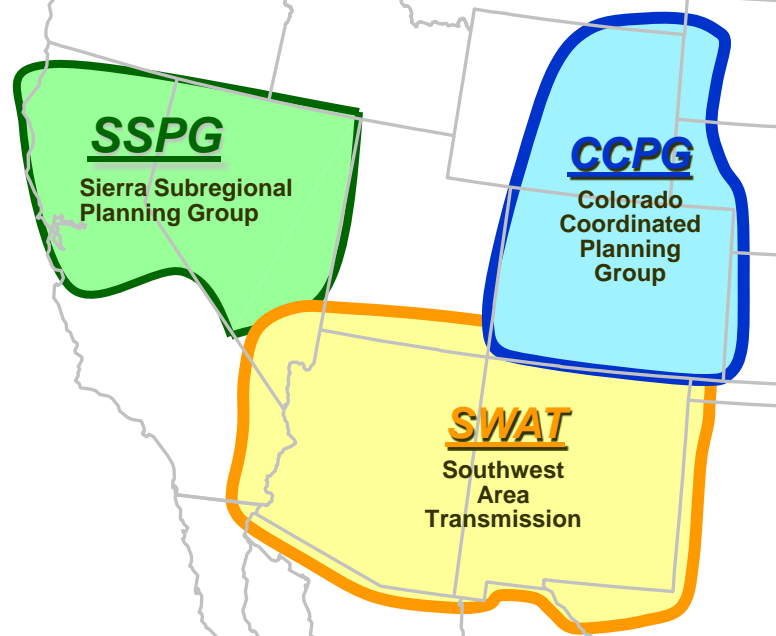 SSPG
Sierra Subregional
Planning Group
CCPG
Colorado
Coordinated
Planning
Group
SWAT
Southwest
Area
Transmission